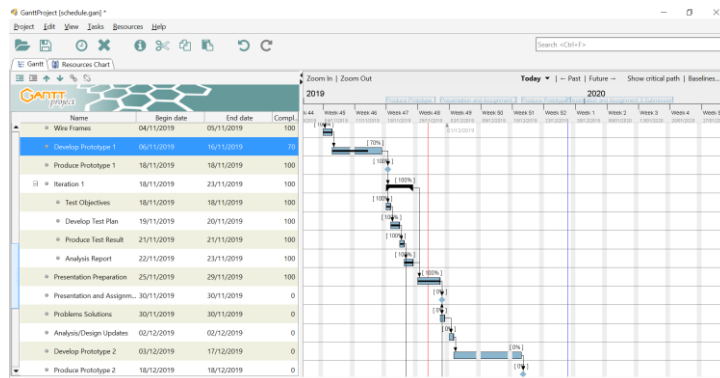 GanttProject [schedule.gan] *
Project Edit View Tasks Resources Help
Search <Ctrl+F>
Gantt Resources Chart
GANTT project
Zoom In | Zoom Out Today ▾ | ← Past | Future → Show critical path | Baselines...
2019 2020
Name Begin date End date Compl...
Week 45 Week 46 Week 47 Week 48 Week 49 Week 50 Week 51 Week 52 Week 1 Week 2 Week 3 Week 4
01/12/2019
Wire Frames 04/11/2019 05/11/2019 100
Develop Prototype 1 06/11/2019 16/11/2019 70
[ 70% ]
Produce Prototype 1 18/11/2019 18/11/2019 100
[ 100% ]
Iteration 1 18/11/2019 23/11/2019 100
[ 100% ]
Test Objectives 18/11/2019 18/11/2019 100
Develop Test Plan 19/11/2019 20/11/2019 100
Produce Test Result 21/11/2019 21/11/2019 100
Analysis Report 22/11/2019 23/11/2019 100
Presentation Preparation 25/11/2019 29/11/2019 100
[ 100% ]
Presentation and Assignm... 30/11/2019 30/11/2019 0
Problems Solutions 30/11/2019 30/11/2019 0
Analysis/Design Updates 02/12/2019 02/12/2019 0
Develop Prototype 2 03/12/2019 17/12/2019 0
[ 0% ]
Produce Prototype 2 18/12/2019 18/12/2019 0